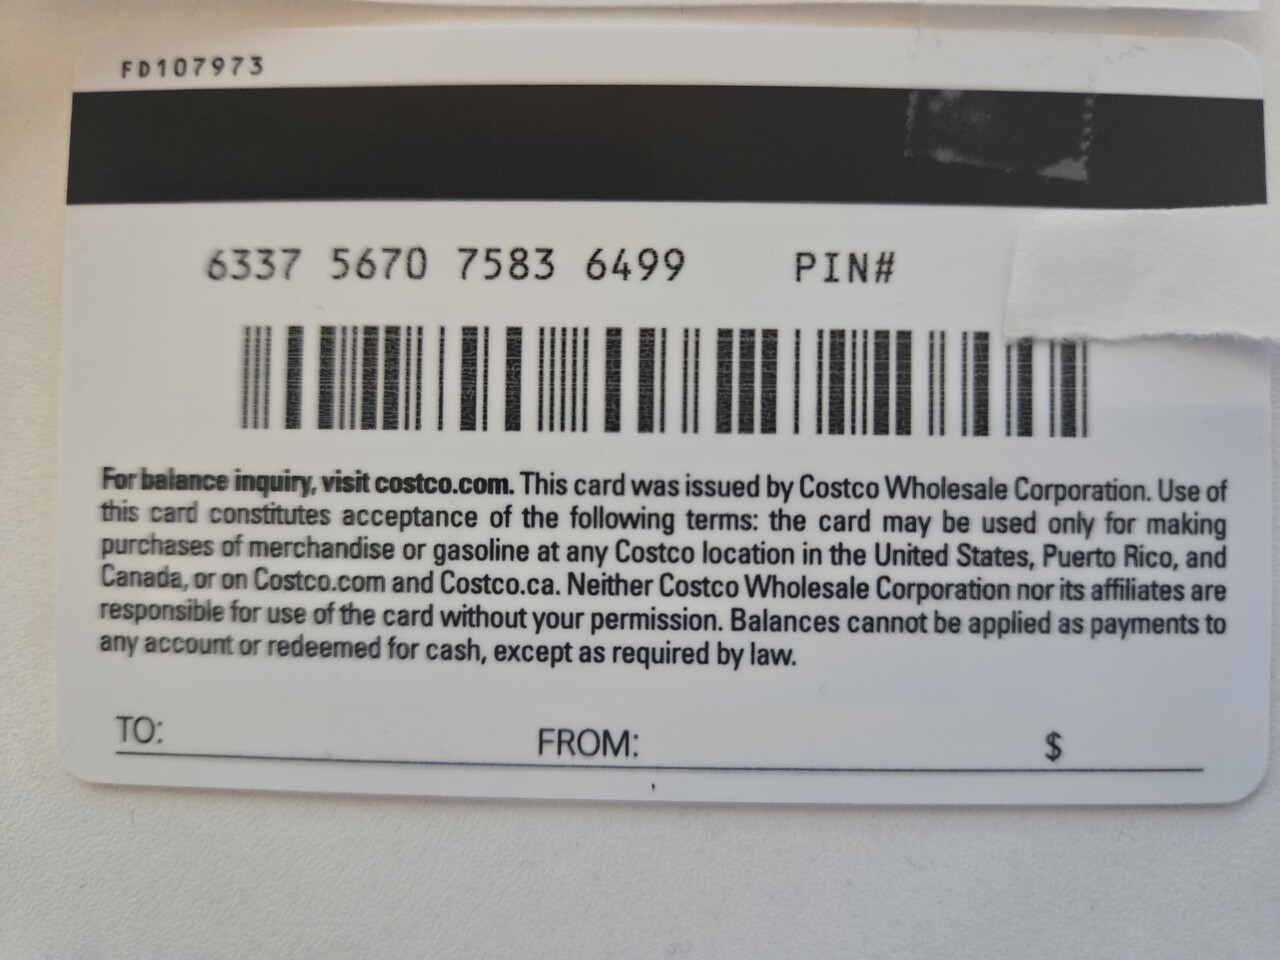 FD107973
6337 5670 7583 6499 PIN#
For balance inquiry, visit costco.com. This card was issued by Costco Wholesale Corporation. Use of
this card constitutes acceptance of the following terms: the card may be used only for making
purchases of merchandise or gasoline at any Costco location in the United States, Puerto Rico, and
Canada, or on Costco.com and Costco.ca. Neither Costco Wholesale Corporation nor its affiliates are
responsible for use of the card without your permission. Balances cannot be applied as payments to
any account or redeemed for cash, except as required by law.
TO: FROM: $